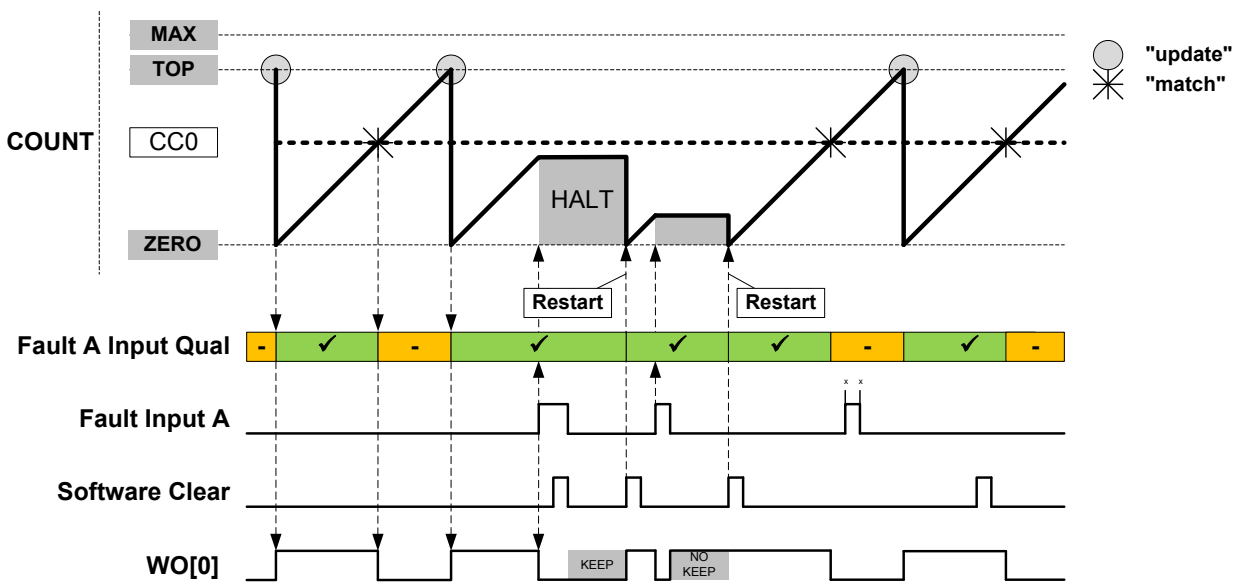 MAX
TOP
"update"
"match"
COUNT
CC0
HALT
ZERO
Restart
Restart
Fault A Input Qual
- ✓ - ✓ ✓ ✓ - ✓ -
x x
Fault Input A
Software Clear
WO[0]
KEEP
NO
KEEP